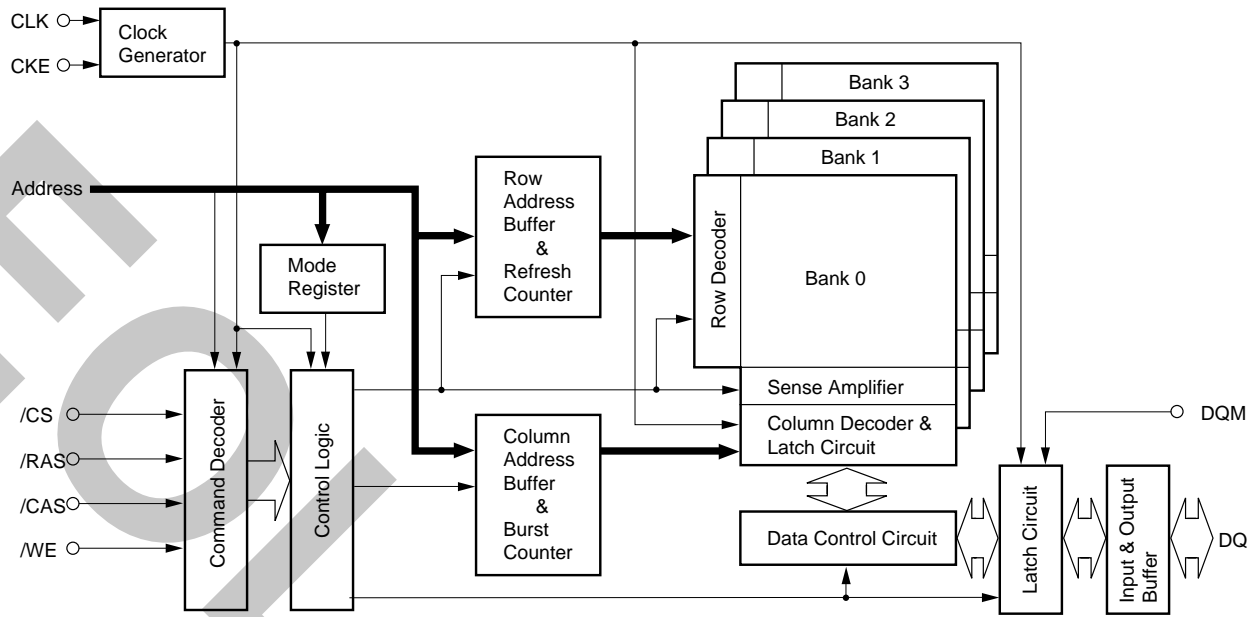 CLK
CKE
Clock
Generator
Bank 3
Bank 2
Bank 1
Bank 0
Row Decoder
Sense Amplifier
Column Decoder &
Latch Circuit
Address
Row
Address
Buffer
&
Refresh
Counter
Mode
Register
/CS
/RAS
/CAS
/WE
Command Decoder
Control Logic
Column
Address
Buffer
&
Burst
Counter
Data Control Circuit
Latch Circuit
Input & Output
Buffer
DQM
DQ